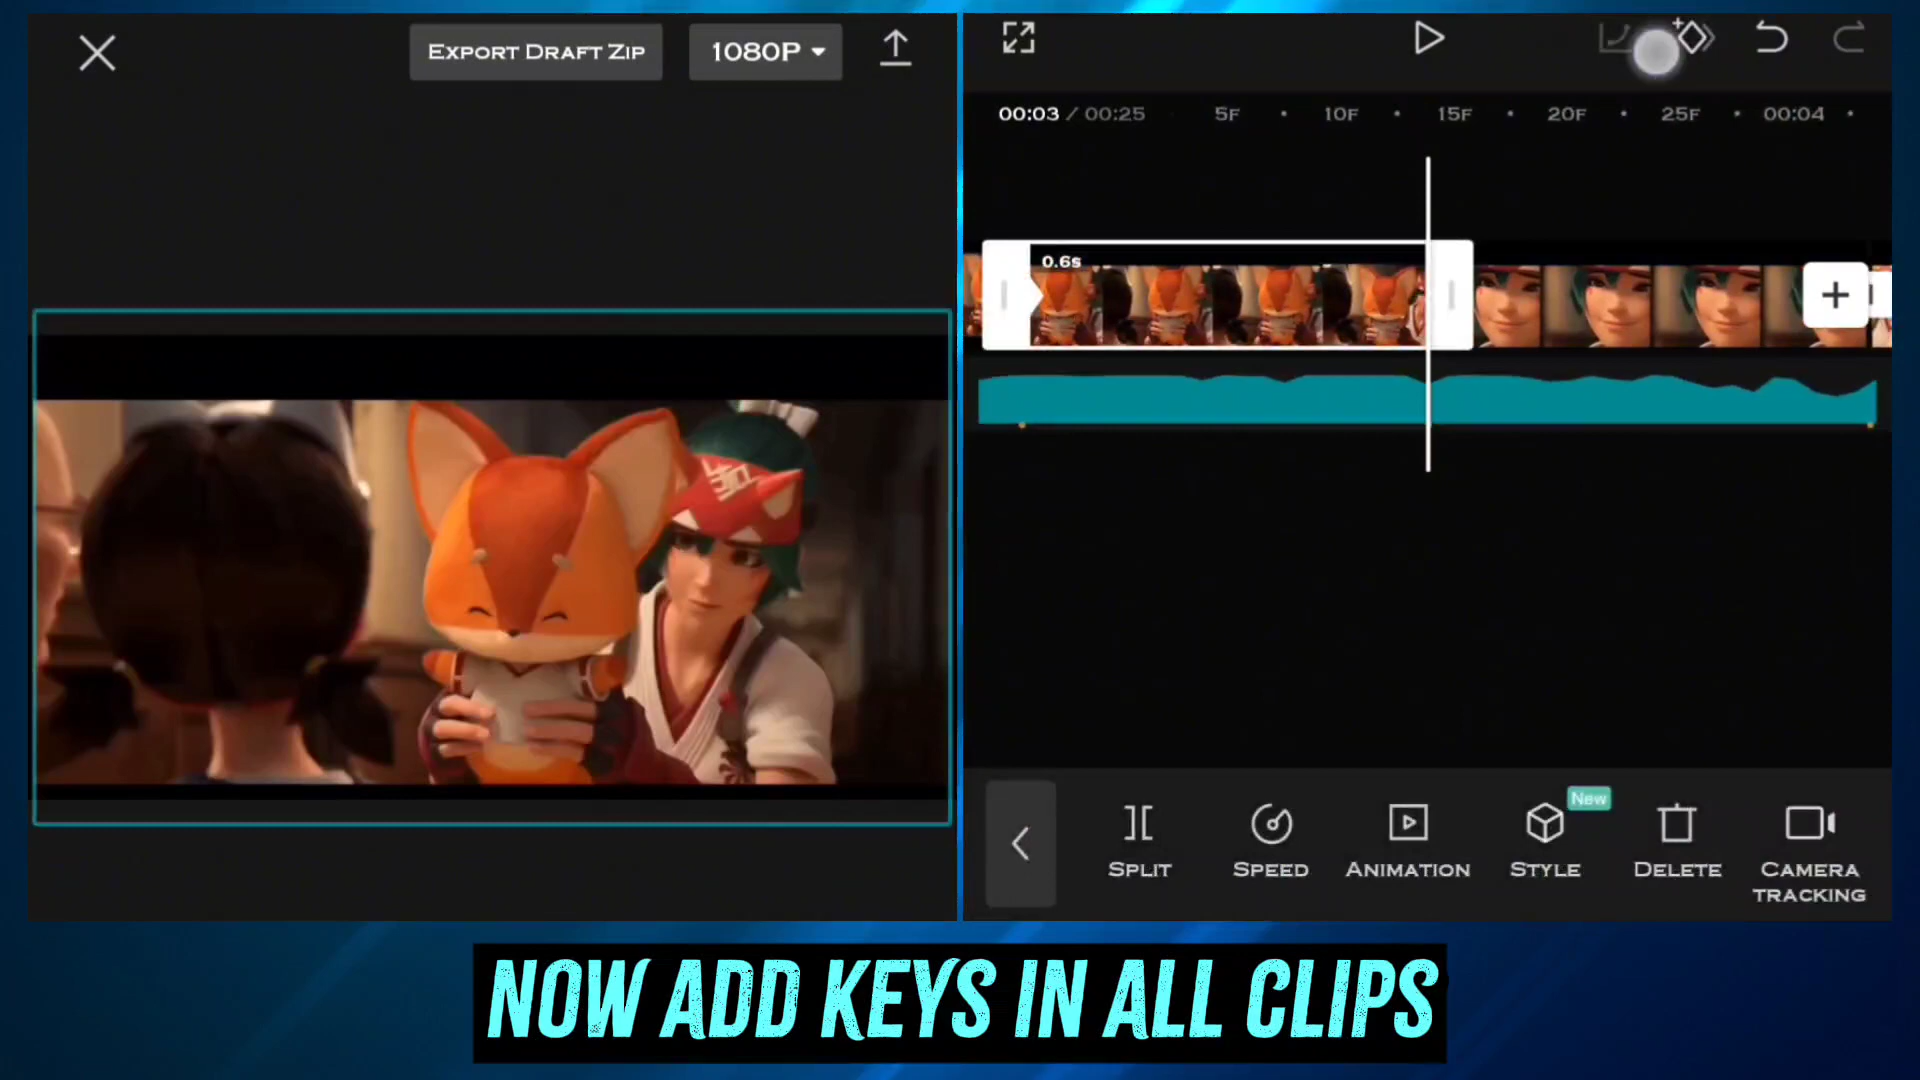 EXPORT DRAFT ZIP
1080P
00:03 / 00:25
5F
10F
15F
20F
25F
00:04
0.6s
New
SPLIT
SPEED
ANIMATION
STYLE
DELETE
CAMERA
TRACKING
NOW ADD KEYS IN ALL CLIPS